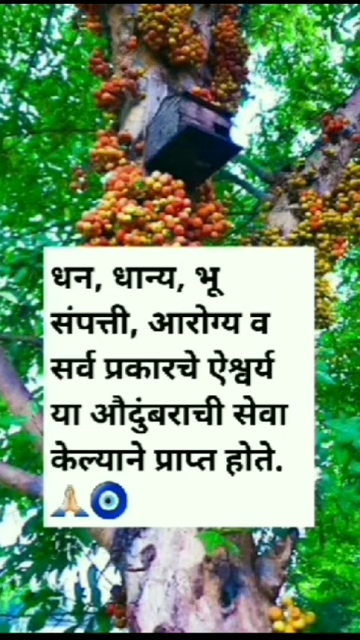 धन, धान्य, भू
संपत्ती, आरोग्य व
सर्व प्रकारचे ऐश्वर्य
या औदुंबराची सेवा
केल्याने प्राप्त होते.
🙏🏼🧿